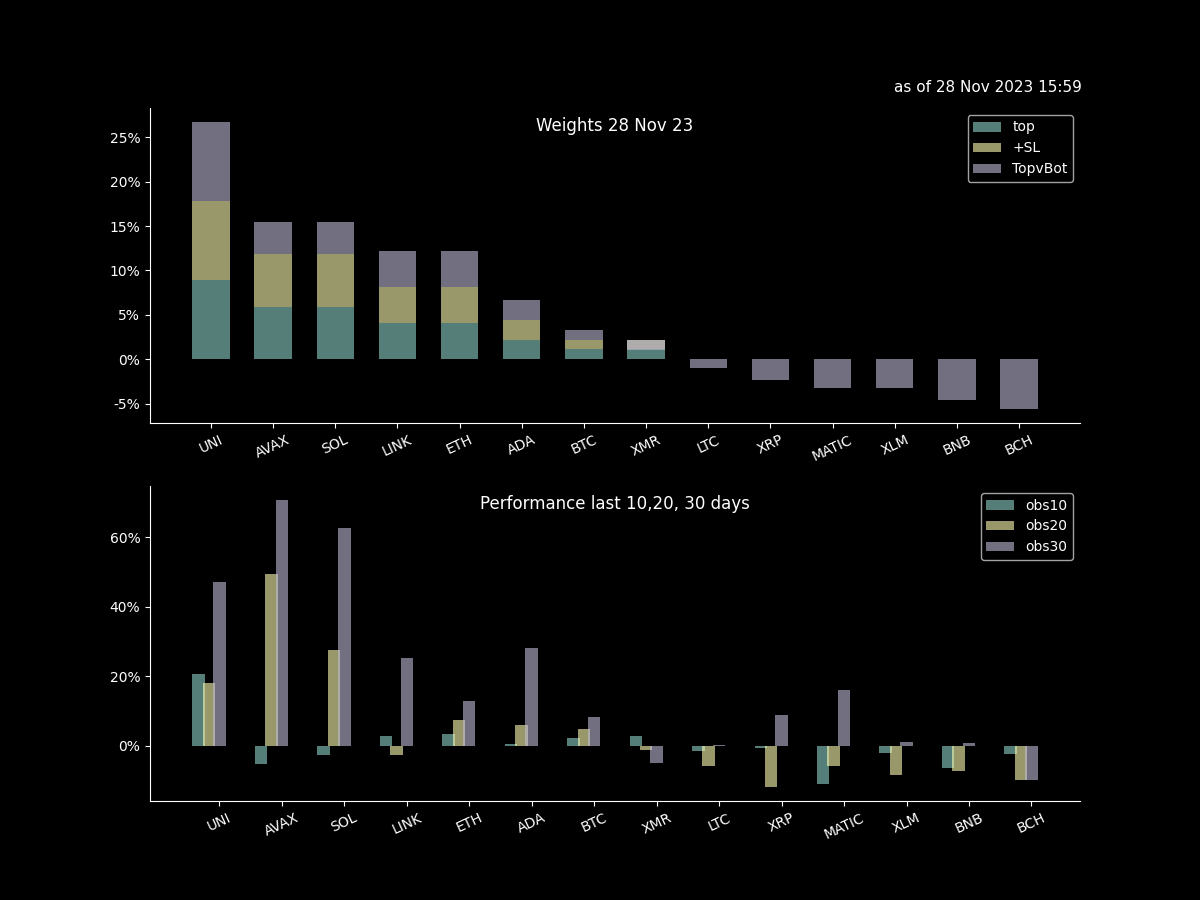 as of 28 Nov 2023 15:59
Weights 28 Nov 23
top
+SL
TopvBot
25%
20%
15%
10%
5%
0%
-5%
UNI AVAX SOL LINK ETH ADA BTC XMR LTC XRP MATIC XLM BNB BCH
Performance last 10,20, 30 days
obs10
obs20
obs30
60%
40%
20%
0%
UNI AVAX SOL LINK ETH ADA BTC XMR LTC XRP MATIC XLM BNB BCH